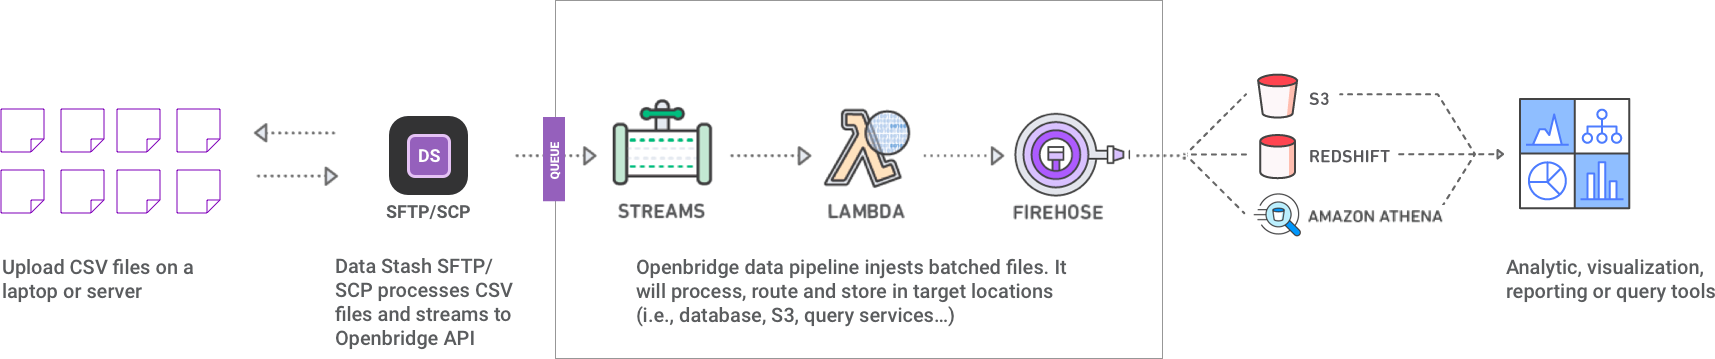 DS
SFTP/SCP
QUEUE
STREAMS
LAMBDA
FIREHOSE
S3
REDSHIFT
AMAZON ATHENA
Upload CSV files on a
laptop or server
Data Stash SFTP/
SCP processes CSV
files and streams to
Openbridge API
Openbridge data pipeline injests batched files. It
will process, route and store in target locations
(i.e., database, S3, query services...)
Analytic, visualization,
reporting or query tools